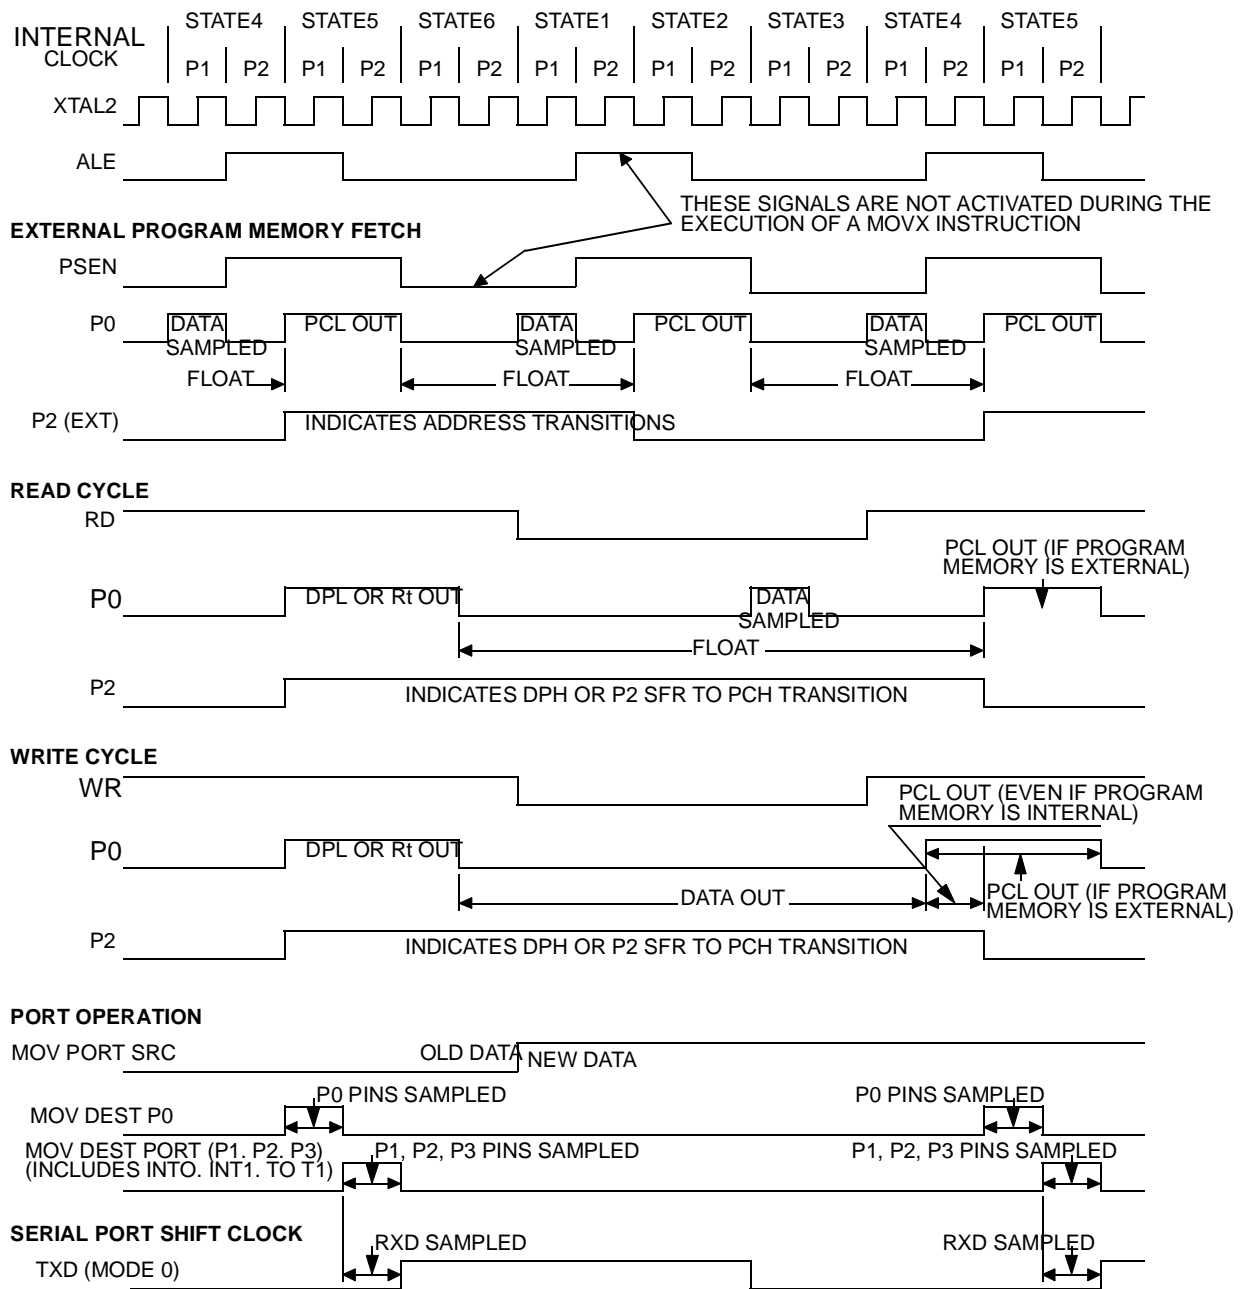 STATE4 STATE5 STATE6 STATE1 STATE2 STATE3 STATE4 STATE5
INTERNAL
CLOCK
P1 P2 P1 P2 P1 P2 P1 P2 P1 P2 P1 P2 P1 P2 P1 P2
XTAL2
ALE
THESE SIGNALS ARE NOT ACTIVATED DURING THE
EXECUTION OF A MOVX INSTRUCTION
EXTERNAL PROGRAM MEMORY FETCH
PSEN
P0 DATA PCL OUT DATA PCL OUT DATA PCL OUT
SAMPLED SAMPLED SAMPLED
FLOAT FLOAT FLOAT
P2 (EXT) INDICATES ADDRESS TRANSITIONS
READ CYCLE
RD
PCL OUT (IF PROGRAM
MEMORY IS EXTERNAL)
P0 DPL OR Rt OUT DATA
SAMPLED
FLOAT
P2 INDICATES DPH OR P2 SFR TO PCH TRANSITION
WRITE CYCLE
WR
PCL OUT (EVEN IF PROGRAM
MEMORY IS INTERNAL)
P0 DPL OR Rt OUT
DATA OUT
PCL OUT (IF PROGRAM
MEMORY IS EXTERNAL)
P2 INDICATES DPH OR P2 SFR TO PCH TRANSITION
PORT OPERATION
MOV PORT SRC OLD DATA NEW DATA
P0 PINS SAMPLED P0 PINS SAMPLED
MOV DEST P0
MOV DEST PORT (P1. P2. P3) P1, P2, P3 PINS SAMPLED P1, P2, P3 PINS SAMPLED
(INCLUDES INTO. INT1. TO T1)
SERIAL PORT SHIFT CLOCK
RXD SAMPLED RXD SAMPLED
TXD (MODE 0)